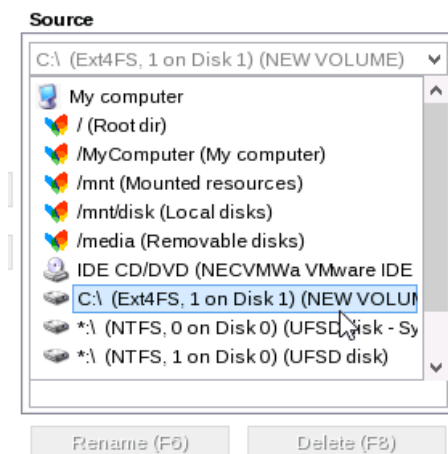 Source
C:\ (Ext4FS, 1 on Disk 1) (NEW VOLUME)
My computer
/ (Root dir)
/MyComputer (My computer)
/mnt (Mounted resources)
/mnt/disk (Local disks)
/media (Removable disks)
IDE CD/DVD (NECVMWa VMware IDE
C:\ (Ext4FS, 1 on Disk 1) (NEW VOLUM
*:\ (NTFS, 0 on Disk 0) (UFSD disk - Sy
*:\ (NTFS, 1 on Disk 0) (UFSD disk)
Rename (F6)
Delete (F8)